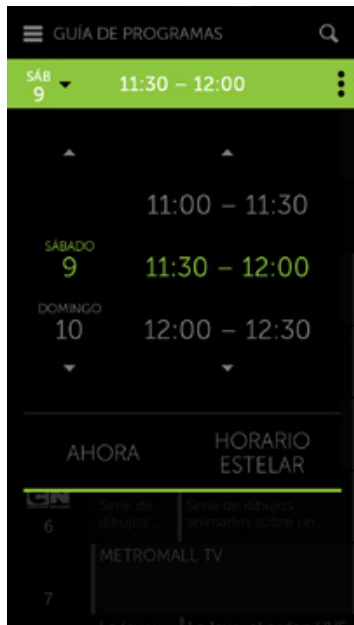 GUÍA DE PROGRAMAS
SÁB
9
11:30 – 12:00
11:00 – 11:30
SÁBADO
9
11:30 – 12:00
DOMINGO
10
12:00 – 12:30
AHORA
HORARIO
ESTELAR
CN
6
Serie de
dibujos...
Serie de dibujos
animados sobre un...
METROMALL TV
7